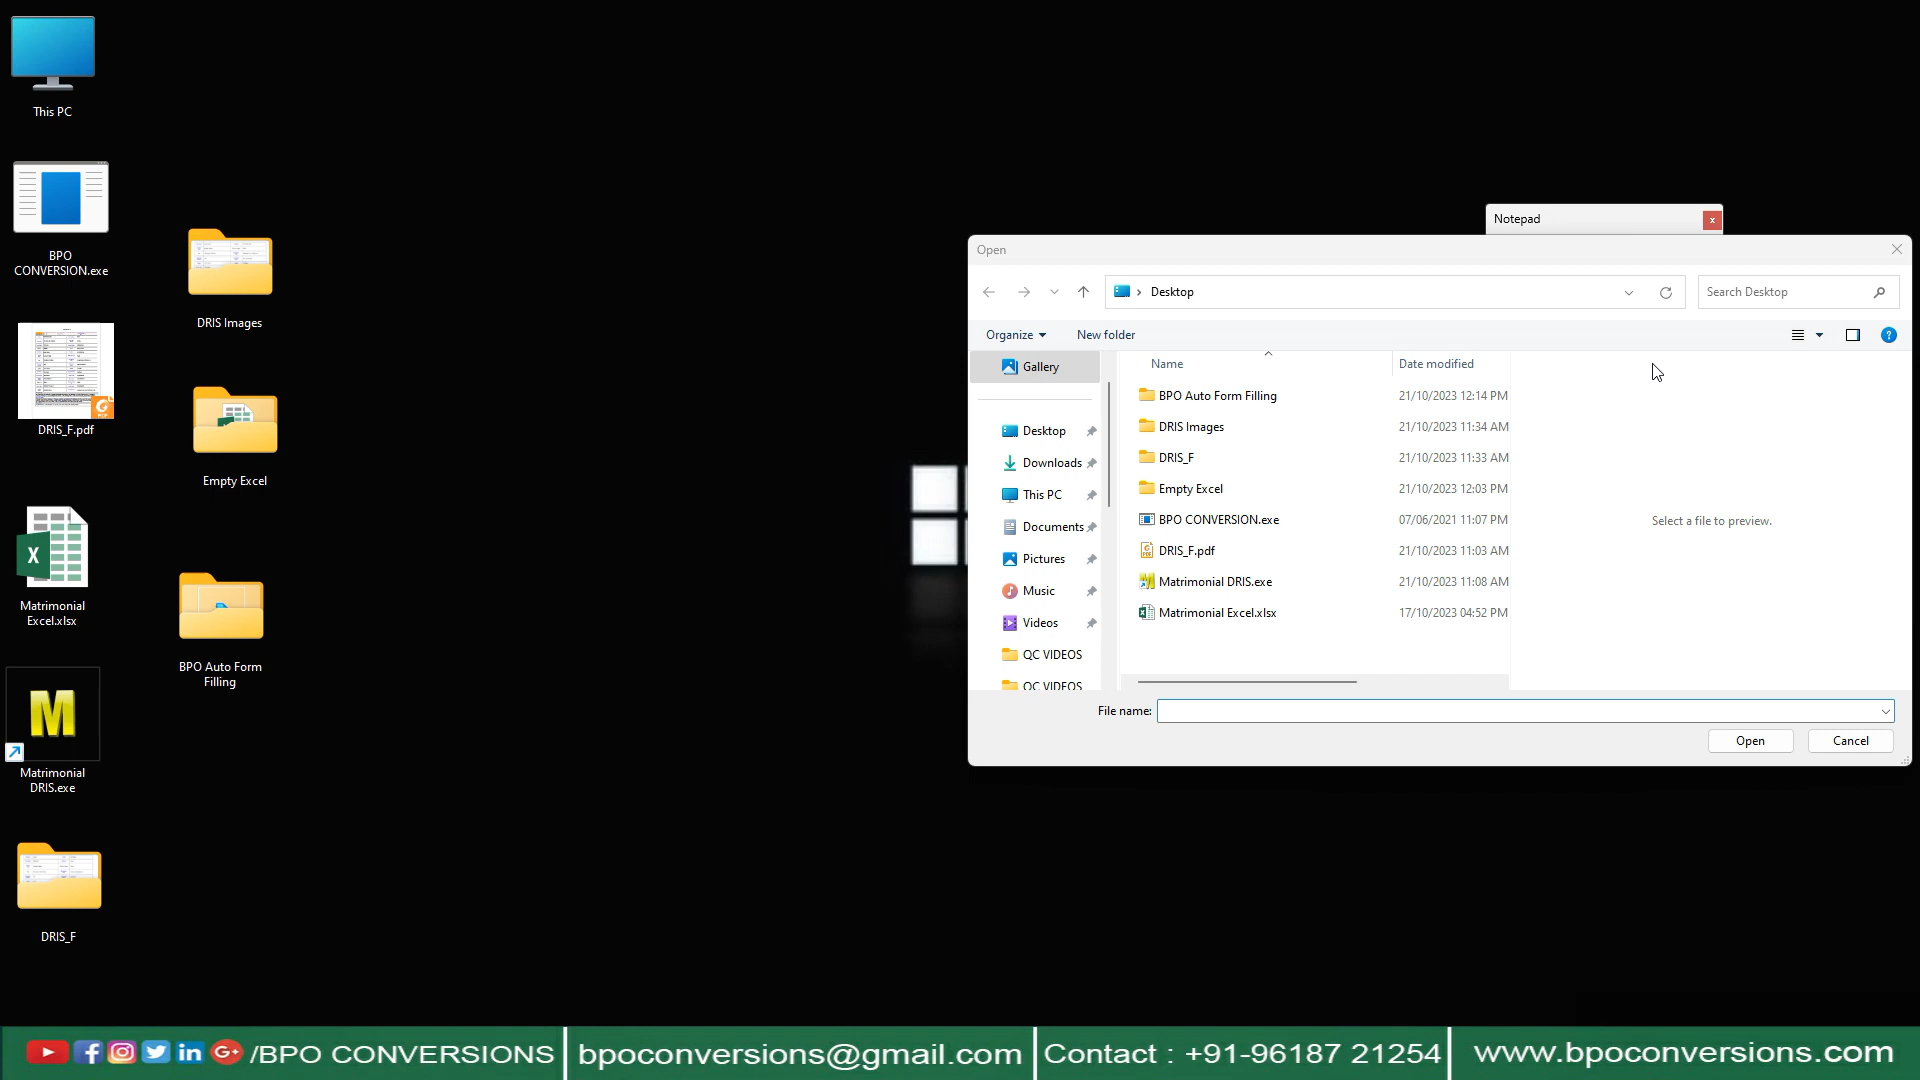 This PC
BPO
CONVERSION.exe
DRIS_F.pdf
Matrimonial
Excel.xlsx
Matrimonial
DRIS.exe
DRIS_F
DRIS Images
Empty Excel
BPO Auto Form
Filling
Notepad
Open
Desktop
Search Desktop
Organize
New folder
Gallery
Desktop
Downloads
This PC
Documents
Pictures
Music
Videos
QC VIDEOS
QC VIDEOS
Name Date modified
BPO Auto Form Filling 21/10/2023 12:14 PM
DRIS Images 21/10/2023 11:34 AM
DRIS_F 21/10/2023 11:33 AM
Empty Excel 21/10/2023 12:03 PM
BPO CONVERSION.exe 07/06/2021 11:07 PM
DRIS_F.pdf 21/10/2023 11:03 AM
Matrimonial DRIS.exe 21/10/2023 11:08 AM
Matrimonial Excel.xlsx 17/10/2023 04:52 PM
Select a file to preview.
File name:
Open Cancel
/BPO CONVERSIONS
bpoconversions@gmail.com
Contact : +91-96187 21254
www.bpoconversions.com